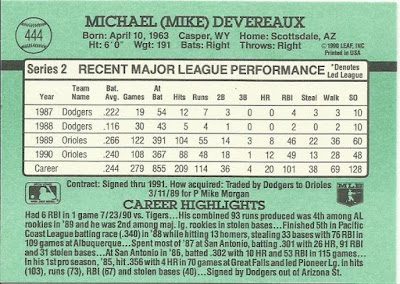 444
MICHAEL (MIKE) DEVEREAUX
Born: April 10, 1963 Casper, WY Home: Scottsdale, AZ
Ht: 6'0" Wgt: 191 Bats: Right Throws: Right
© 1990 LEAF, INC.
PRINTED IN USA
Series 2 RECENT MAJOR LEAGUE PERFORMANCE *Denotes Led League
Year Team Name Bat. Avg. Games At Bat Hits Runs 2B 3B HR RBI Steal Walk SO
1987 Dodgers .222 19 54 12 7 3 0 0 4 3 3 10
1988 Dodgers .116 30 43 5 4 1 0 0 2 0 2 10
1989 Orioles .266 122 391 104 55 14 3 8 46 22 36 60
1990 Orioles .240 108 367 88 48 18 1 12 49 13 28 48
Career .244 279 855 209 114 36 4 20 101 38 69 128
Contract: Signed thru 1991. How acquired: Traded by Dodgers to Orioles
3/11/89 for P Mike Morgan
CAREER HIGHLIGHTS
Had 6 RBI in 1 game 7/23/90 vs. Tigers...His combined 93 runs produced was 4th among AL
rookies in '89 and he was 2nd among maj. lg. rookies in stolen bases...Finished 5th in Pacific
Coast League batting race (.340) in '88 while hitting 13 homers, stealing 33 bases with 76 RBI in
109 games at Albuquerque...Spent most of '87 at San Antonio, batting .301 with 26 HR, 91 RBI
and 31 stolen bases...At San Antonio in '86, batted .302 with 10 HR and 53 RBI in 115 games...
In his 1st pro season, '85, hit .356 with 4 HR in 70 games at Great Falls and led Pioneer Lg. in hits
(103), runs (73), RBI (67) and stolen bases (40)...Signed by Dodgers out of Arizona St.